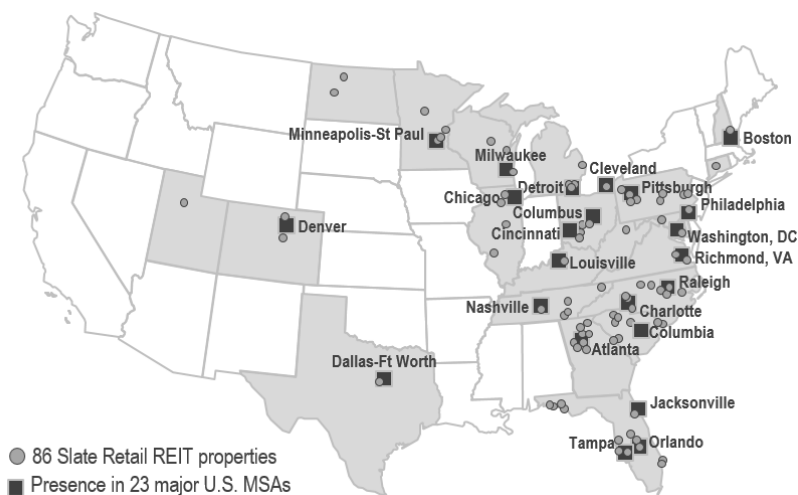 Minneapolis-St Paul
Boston
Milwaukee
Cleveland
Detroit
Pittsburgh
Chicago
Philadelphia
Columbus
Denver
Cincinnati
Washington, DC
Richmond, VA
Louisville
Raleigh
Nashville
Charlotte
Columbia
Atlanta
Dallas-Ft Worth
Jacksonville
Tampa
Orlando
86 Slate Retail REIT properties
Presence in 23 major U.S. MSAs